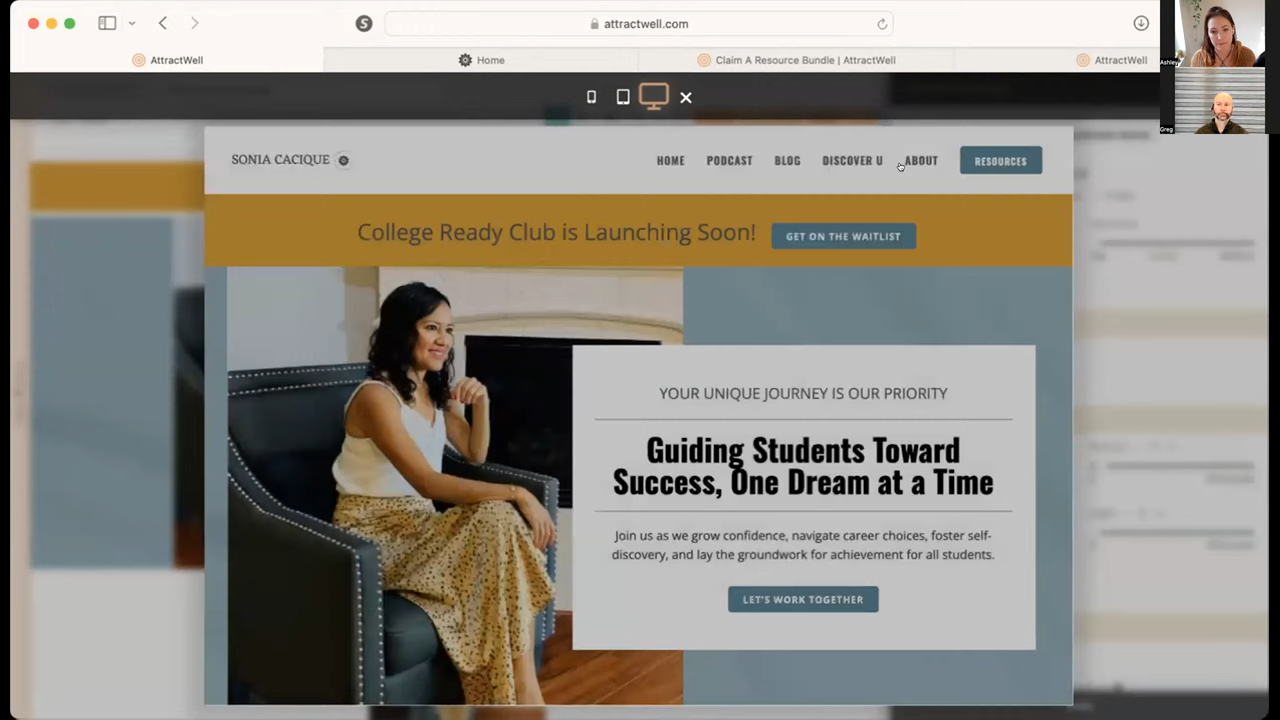 attractwell.com
AttractWell
Home
Claim A Resource Bundle | AttractWell
AttractWell
Ashley
Greg
SONIA CACIQUE
HOME
PODCAST
BLOG
DISCOVER U
ABOUT
RESOURCES
College Ready Club is Launching Soon!
GET ON THE WAITLIST
YOUR UNIQUE JOURNEY IS OUR PRIORITY
Guiding Students Toward
Success, One Dream at a Time
Join us as we grow confidence, navigate career choices, foster self-
discovery, and lay the groundwork for achievement for all students.
LET'S WORK TOGETHER